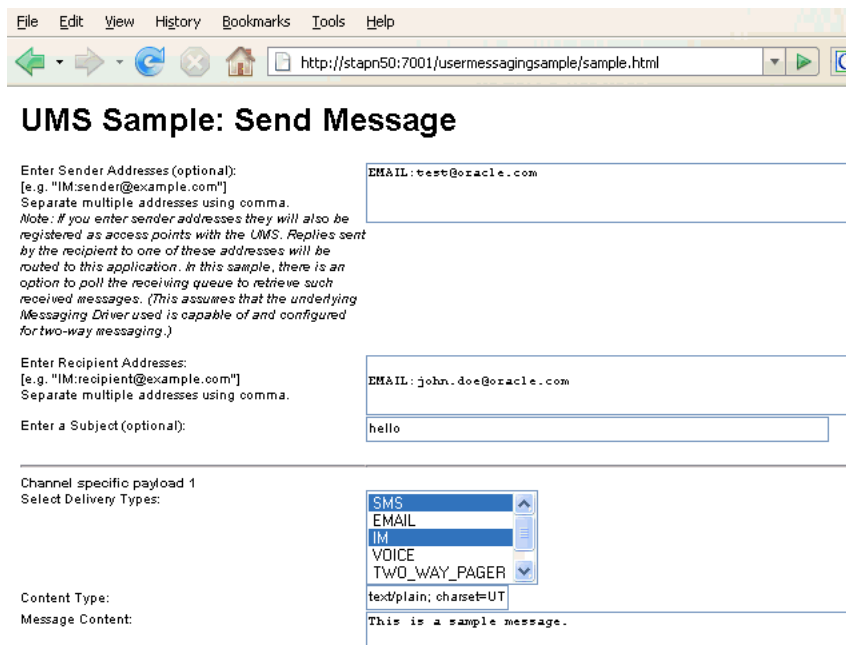 File Edit View History Bookmarks Tools Help
http://stapn50:7001/usermessagingsample/sample.html
UMS Sample: Send Message
Enter Sender Addresses (optional):
[e.g. "IM:sender@example.com"]
Separate multiple addresses using comma.
Note: If you enter sender addresses they will also be
registered as access points with the UMS. Replies sent
by the recipient to one of these addresses will be
routed to this application. In this sample, there is an
option to poll the receiving queue to retrieve such
received messages. (This assumes that the underlying
Messaging Driver used is capable of and configured
for two-way messaging.)
EMAIL:test@oracle.com
Enter Recipient Addresses:
[e.g. "IM:recipient@example.com"]
Separate multiple addresses using comma.
EMAIL:john.doe@oracle.com
Enter a Subject (optional):
hello
Channel specific payload 1
Select Delivery Types:
SMS
EMAIL
IM
VOICE
TWO_WAY_PAGER
Content Type:
text/plain; charset=UT
Message Content:
This is a sample message.